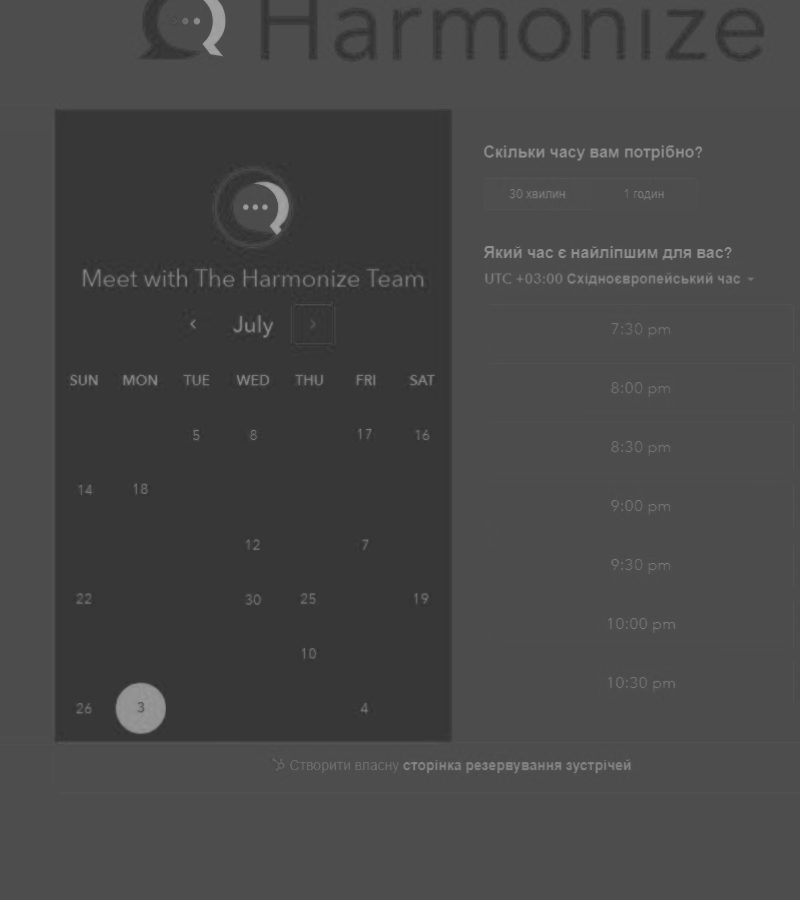 Harmonize
Meet with The Harmonize Team
‹ July ›
SUN MON TUE WED THU FRI SAT
5 8 17 16
14 18
12 7
22 30 25 19
10
26 3 4
Скільки часу вам потрібно?
30 хвилин 1 годин
Який час є найліпшим для вас?
UTC +03:00 Східноєвропейський час
7:30 pm
8:00 pm
8:30 pm
9:00 pm
9:30 pm
10:00 pm
10:30 pm
Створити власну сторінка резервування зустрічей